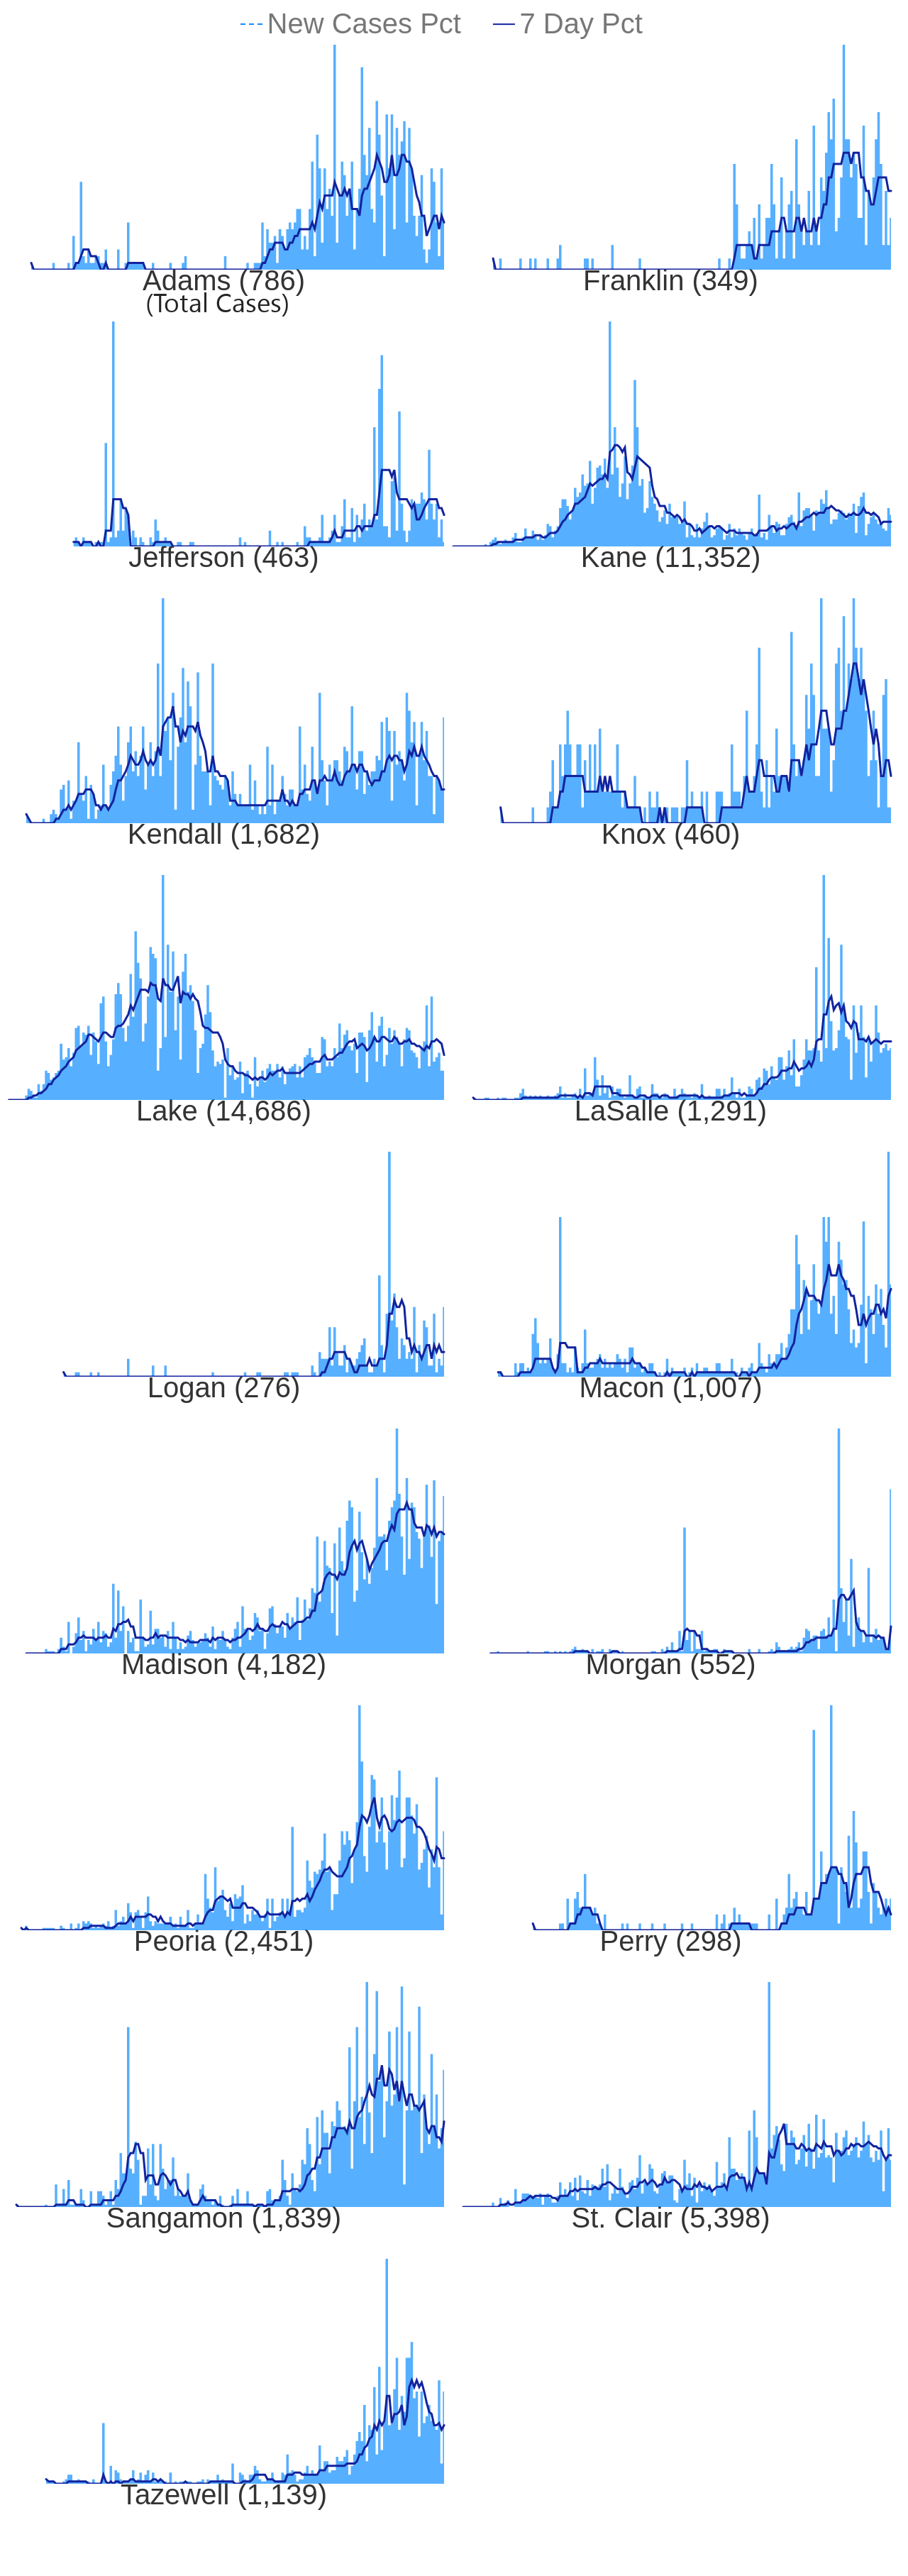 New Cases Pct 7 Day Pct
Adams (786) Franklin (349)
(Total Cases)
Jefferson (463) Kane (11,352)
Kendall (1,682) Knox (460)
Lake (14,686) LaSalle (1,291)
Logan (276) Macon (1,007)
Madison (4,182) Morgan (552)
Peoria (2,451) Perry (298)
Sangamon (1,839) St. Clair (5,398)
Tazewell (1,139)